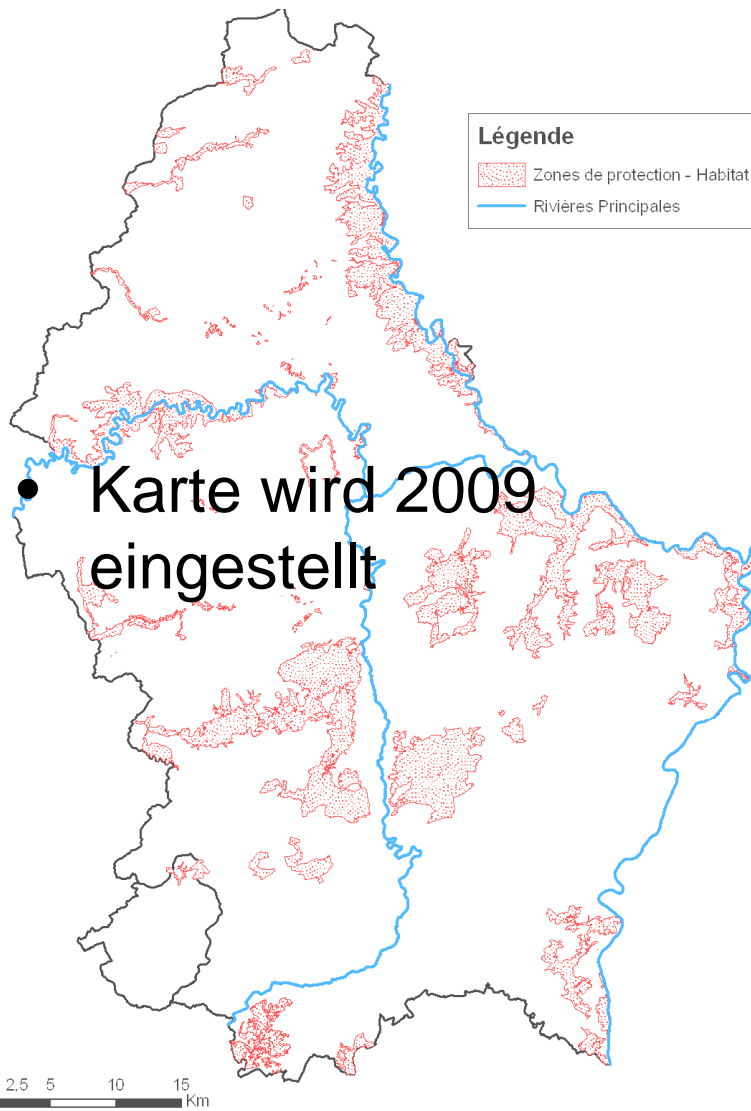 Légende
Zones de protection - Habitat
Rivières Principales
• Karte wird 2009
eingestellt
2,5 5 10 15
Km